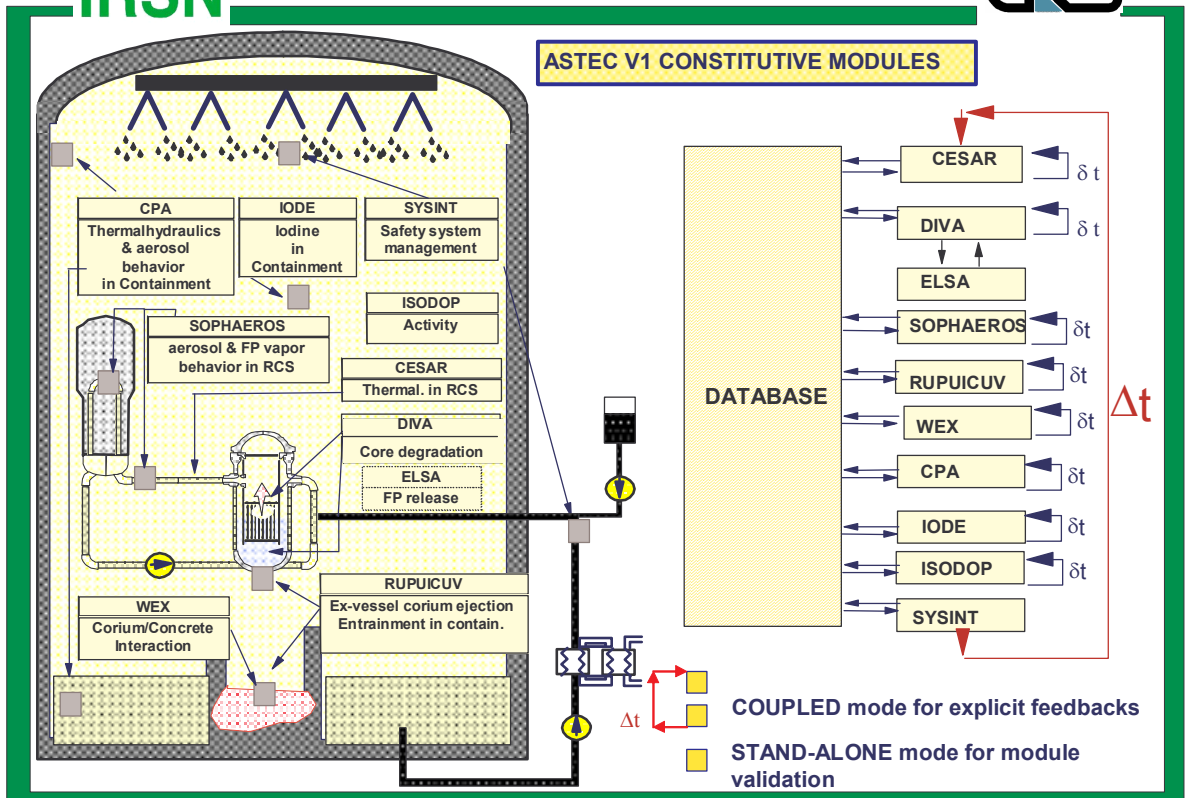 IRSN
GRS
ASTEC V1 CONSTITUTIVE MODULES
CPA
Thermalhydraulics
& aerosol
behavior
in Containment
IODE
Iodine
in
Containment
SYSINT
Safety system
management
ISODOP
Activity
SOPHAEROS
aerosol & FP vapor
behavior in RCS
CESAR
Thermal. in RCS
DIVA
Core degradation
ELSA
FP release
RUPUICUV
Ex-vessel corium ejection
Entrainment in contain.
WEX
Corium/Concrete
Interaction
DATABASE
CESAR
δ t
DIVA
δ t
ELSA
SOPHAEROS
δt
RUPUICUV
δt
WEX
δt
CPA
δt
IODE
δt
ISODOP
δt
SYSINT
Δt
Δt
COUPLED mode for explicit feedbacks
STAND-ALONE mode for module
validation